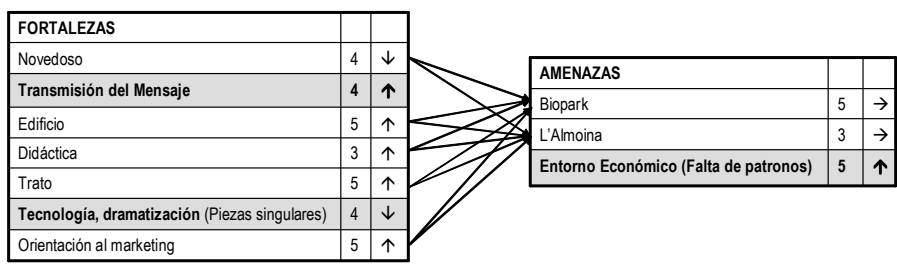 FORTALEZAS
Novedoso 4 ↓
Transmisión del Mensaje 4 ↑
Edificio 5 ↑
Didáctica 3 ↑
Trato 5 ↑
Tecnología, dramatización (Piezas singulares) 4 ↓
Orientación al marketing 5 ↑
AMENAZAS
Biopark 5 →
L'Almoina 3 →
Entorno Económico (Falta de patronos) 5 ↑